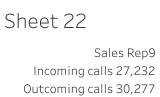 Sheet 22
Sales Rep9
Incoming calls 27,232
Outcoming calls 30,277